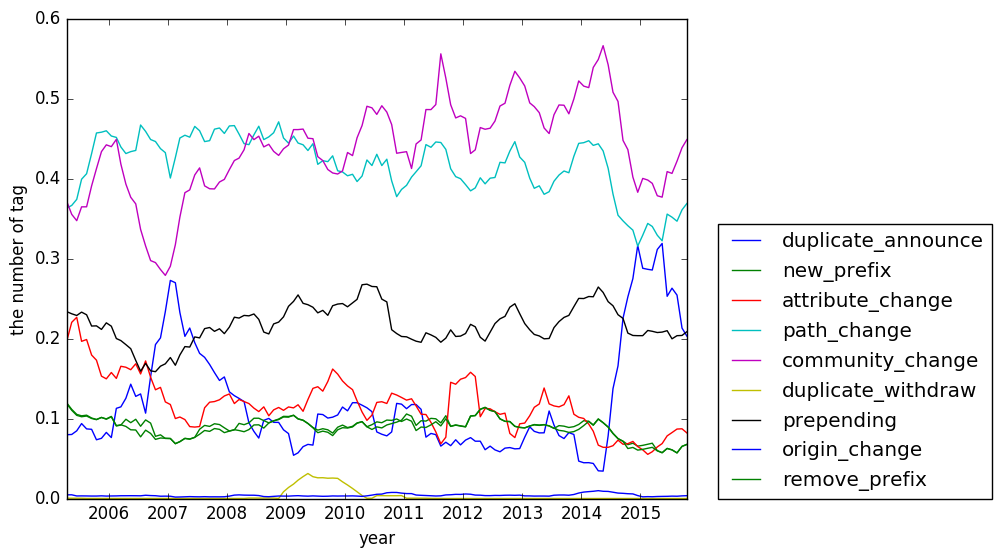 0.6
0.5
0.4
0.3
0.2
0.1
0.0
the number of tag
2006 2007 2008 2009 2010 2011 2012 2013 2014 2015
year
duplicate_announce
new_prefix
attribute_change
path_change
community_change
duplicate_withdraw
prepending
origin_change
remove_prefix